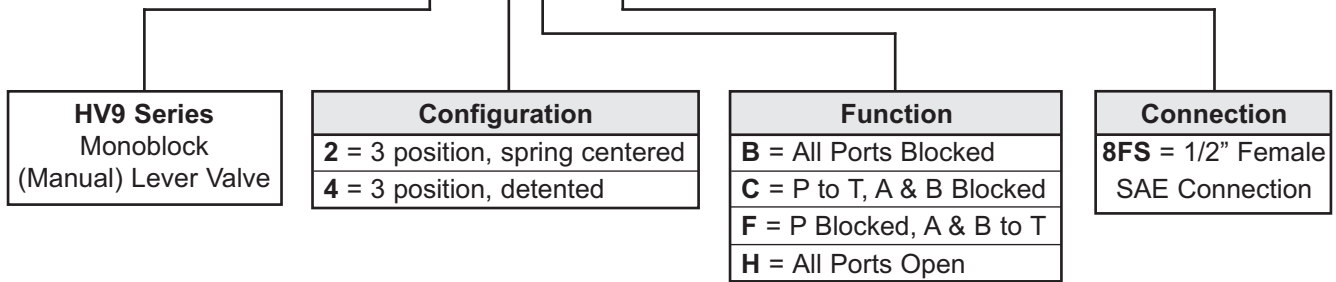 HV9 Series
Monoblock
(Manual) Lever Valve
Configuration
2 = 3 position, spring centered
4 = 3 position, detented
Function
B = All Ports Blocked
C = P to T, A & B Blocked
F = P Blocked, A & B to T
H = All Ports Open
Connection
8FS = 1/2” Female
SAE Connection